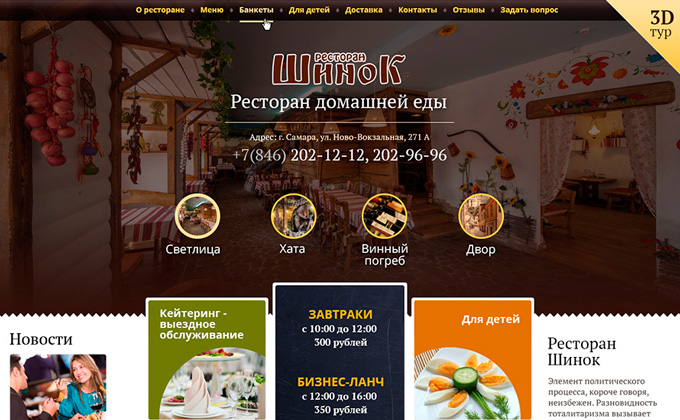 О ресторане ♦ Меню ♦ Банкеты ♦ Для детей ♦ Доставка ♦ Контакты ♦ Отзывы ♦ Задать вопрос
3D
тур
ресторан
Шинок
Ресторан домашней еды
Адрес: г. Самара, ул. Ново-Вокзальная, 271 А
+7(846) 202-12-12, 202-96-96
Светлица
Хата
Винный
погреб
Двор
Новости
Кейтеринг -
выездное
обслуживание
ЗАВТРАКИ
с 10:00 до 12:00
300 рублей
БИЗНЕС-ЛАНЧ
с 12:00 до 16:00
350 рублей
Для детей
Ресторан
Шинок
Элемент политического
процесса, короче говоря,
неизбежен. Разновидность
тоталитаризма вызывает